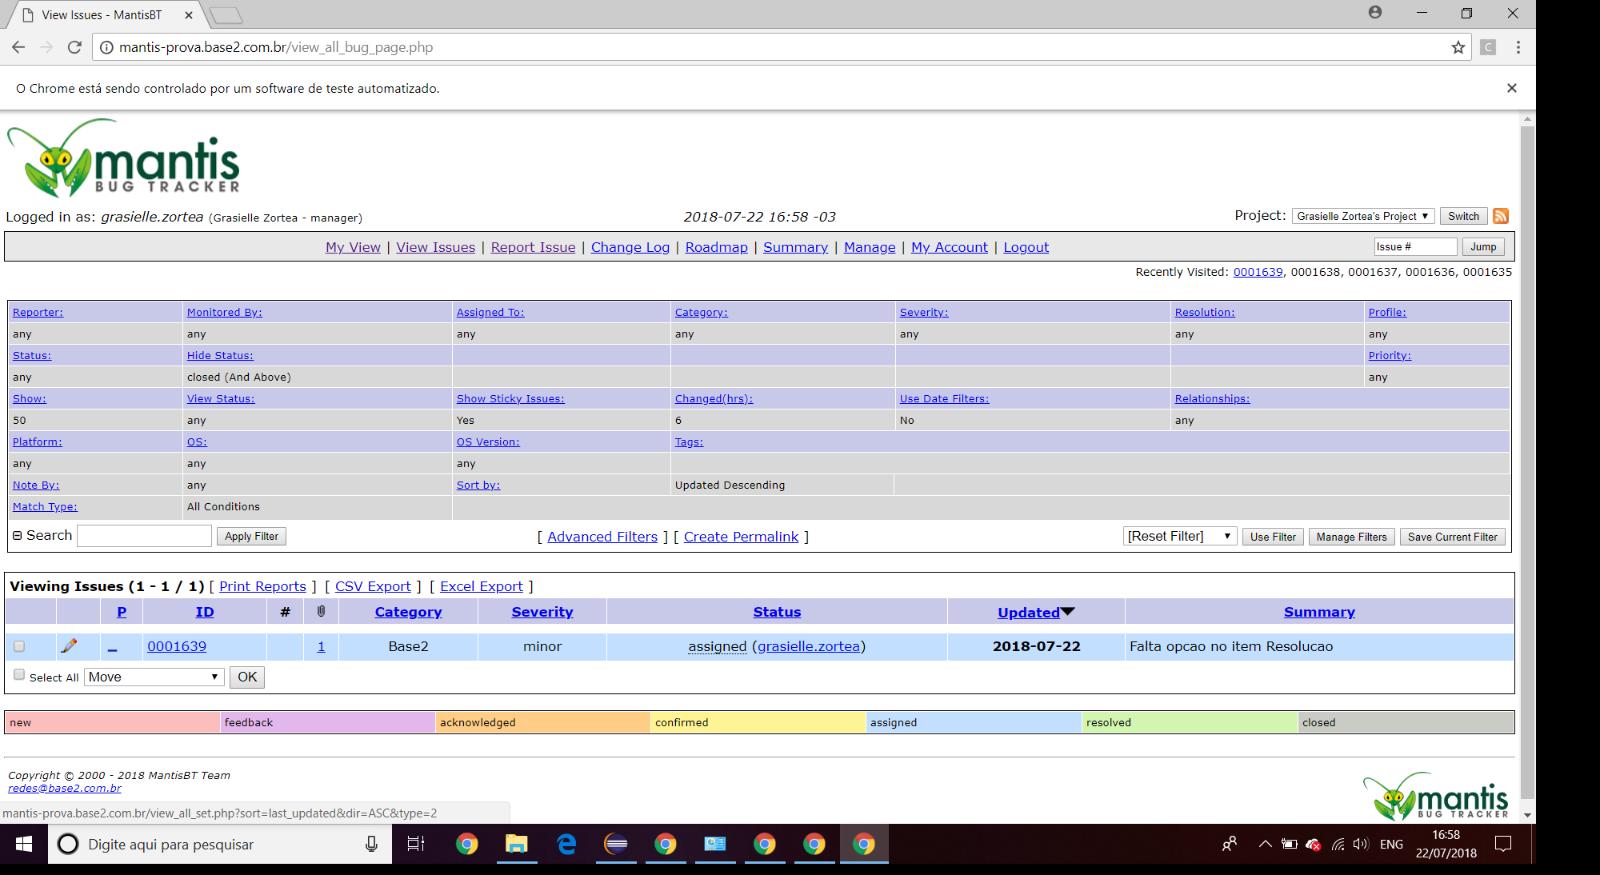 View Issues - MantisBT
mantis-prova.base2.com.br/view_all_bug_page.php
O Chrome está sendo controlado por um software de teste automatizado.
mantis
BUG TRACKER
Logged in as: grasielle.zortea (Grasielle Zortea - manager) 2018-07-22 16:58 -03 Project: Grasielle Zortea's Project Switch
My View | View Issues | Report Issue | Change Log | Roadmap | Summary | Manage | My Account | Logout Issue # Jump
Recently Visited: 0001639, 0001638, 0001637, 0001636, 0001635
Reporter: Monitored By: Assigned To: Category: Severity: Resolution: Profile:
any any any any any any any
Status: Hide Status: Priority:
any closed (And Above) any
Show: View Status: Show Sticky Issues: Changed(hrs): Use Date Filters: Relationships:
50 any Yes 6 No any
Platform: OS: OS Version: Tags:
any any any
Note By: any Sort by: Updated Descending
Match Type: All Conditions
Search Apply Filter [ Advanced Filters ] [ Create Permalink ] [Reset Filter] Use Filter Manage Filters Save Current Filter
Viewing Issues (1 - 1 / 1) [ Print Reports ] [ CSV Export ] [ Excel Export ]
P ID # Category Severity Status Updated Summary
0001639 1 Base2 minor assigned (grasielle.zortea) 2018-07-22 Falta opcao no item Resolucao
Select All Move OK
new feedback acknowledged confirmed assigned resolved closed
Copyright © 2000 - 2018 MantisBT Team
redes@base2.com.br
mantis
BUG TRACKER
mantis-prova.base2.com.br/view_all_set.php?sort=last_updated&dir=ASC&type=2
Digite aqui para pesquisar ENG 16:58
22/07/2018